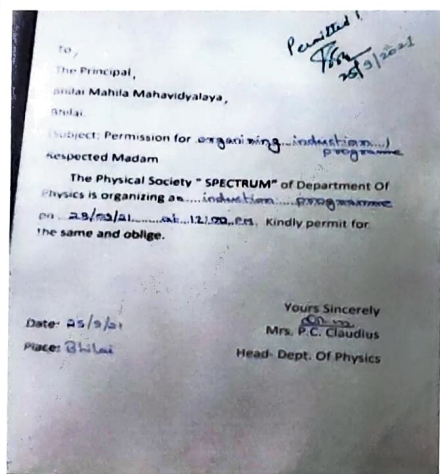 Permitted!
25/9/2021
To,
The Principal,
Bhilai Mahila Mahavidyalaya,
Bhilai.
Subject: Permission for organizing induction programme
Respected Madam
The Physical Society " SPECTRUM" of Department Of
Physics is organizing an ....induction.....programme
on ..29/09/21.........at...12:00..P.M. Kindly permit for
the same and oblige.
Yours Sincerely
Date: 25/9/21
Mrs. P.C. Claudius
Place: Bhilai
Head- Dept. Of Physics